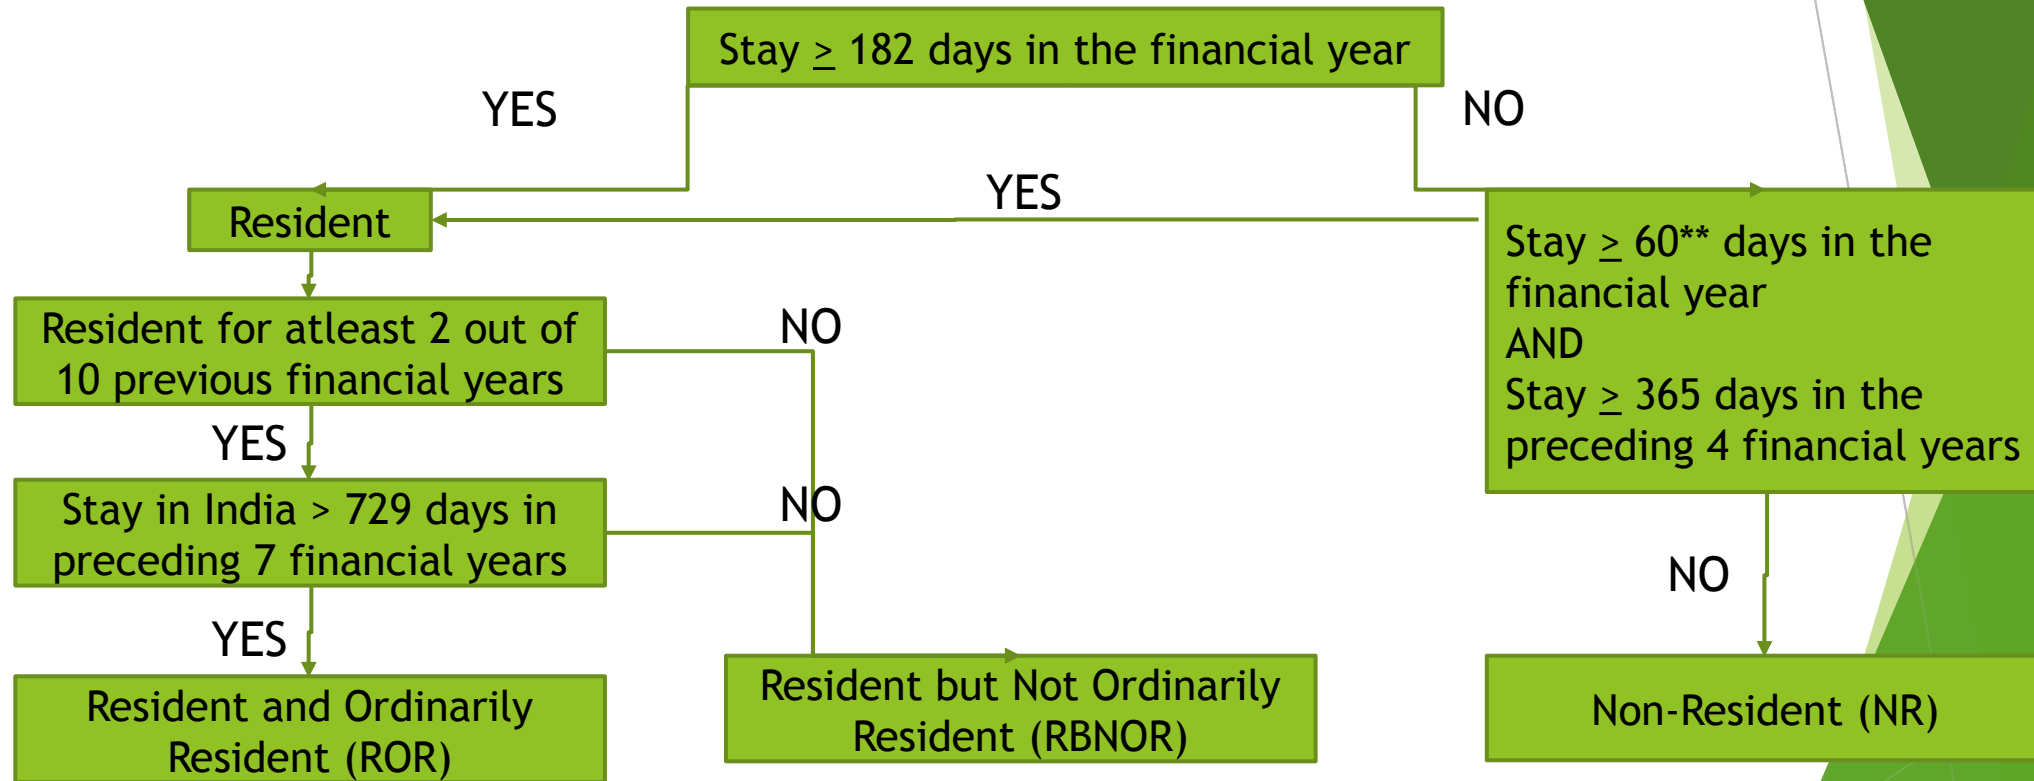 Stay ≥ 182 days in the financial year
YES
NO
YES
Resident
Stay ≥ 60** days in the
financial year
AND
Stay ≥ 365 days in the
preceding 4 financial years
Resident for atleast 2 out of
10 previous financial years
NO
YES
Stay in India > 729 days in
preceding 7 financial years
NO
NO
YES
Resident and Ordinarily
Resident (ROR)
Resident but Not Ordinarily
Resident (RBNOR)
Non-Resident (NR)